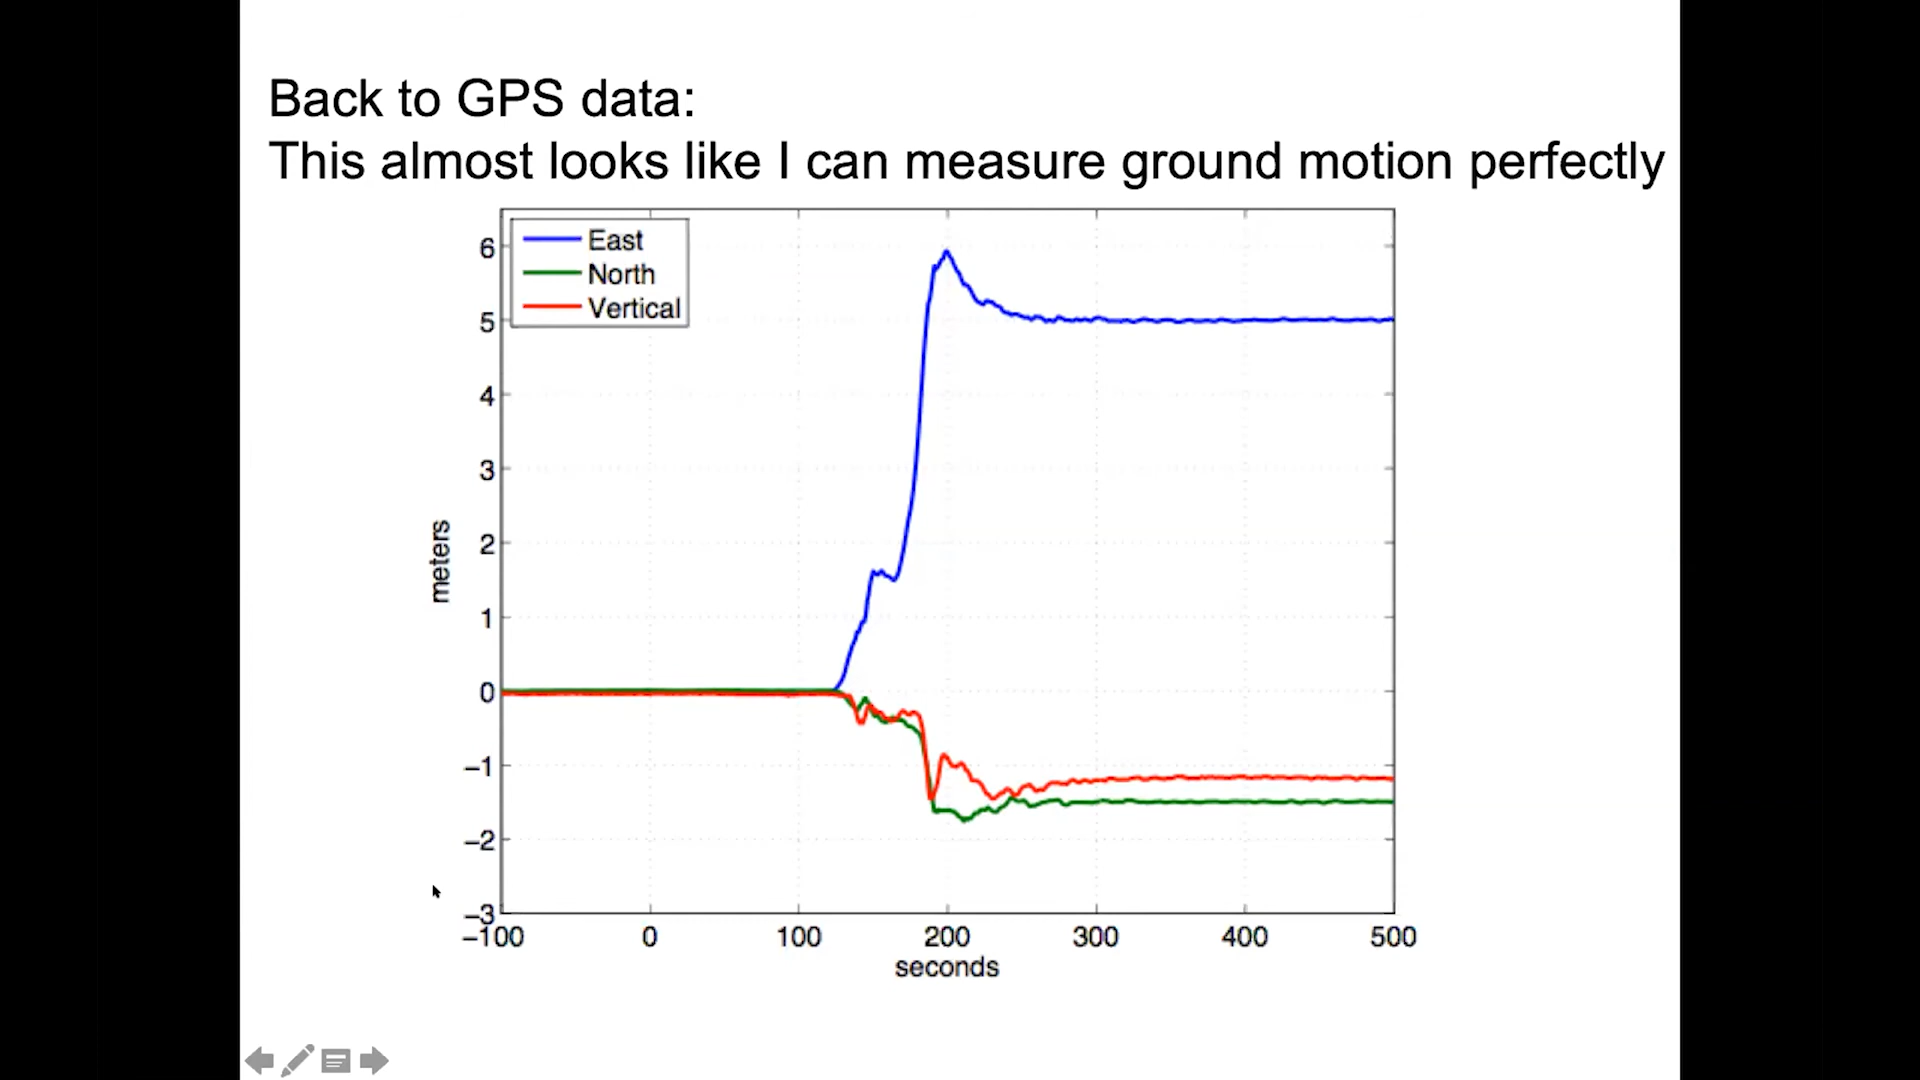 Back to GPS data:
This almost looks like I can measure ground motion perfectly
East
North
Vertical
6
5
4
3
2
1
0
−1
−2
−3
meters
−100 0 100 200 300 400 500
seconds